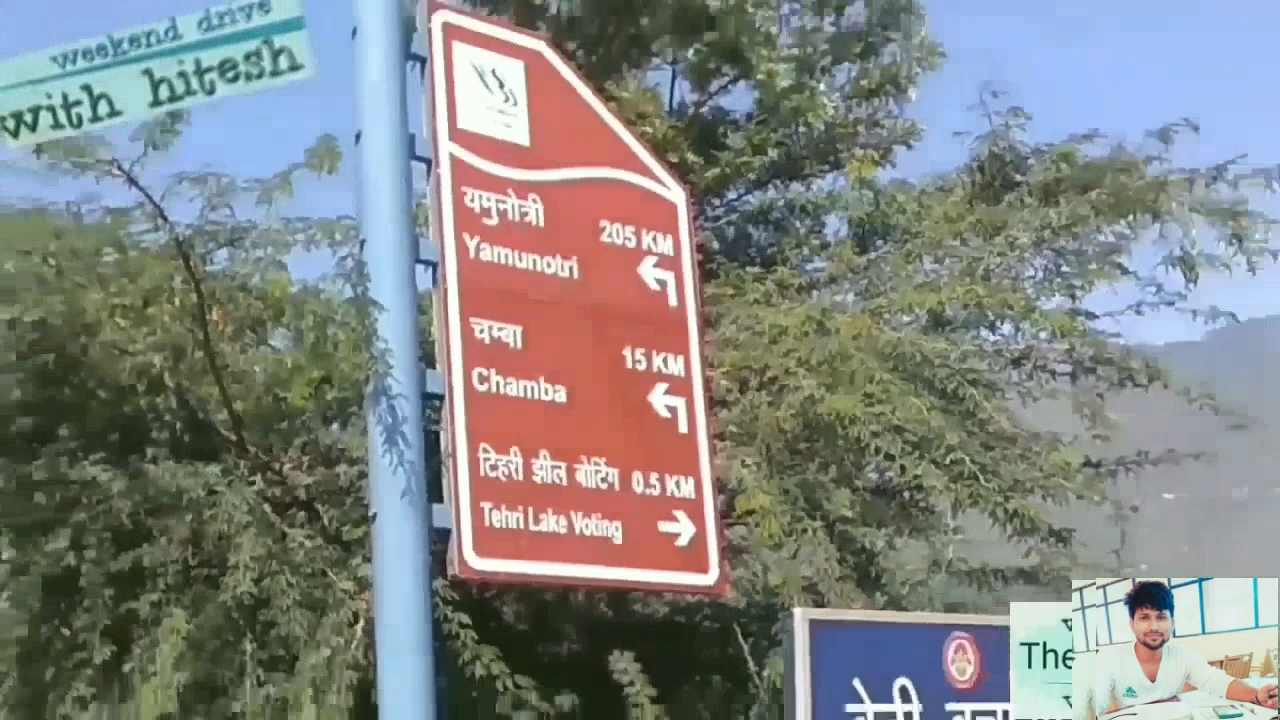 weekend drive
with hitesh
यमुनोत्री
205 KM
Yamunotri
चम्बा
15 KM
Chamba
टिहरी झील बोटिंग 0.5 KM
Tehri Lake Voting
The